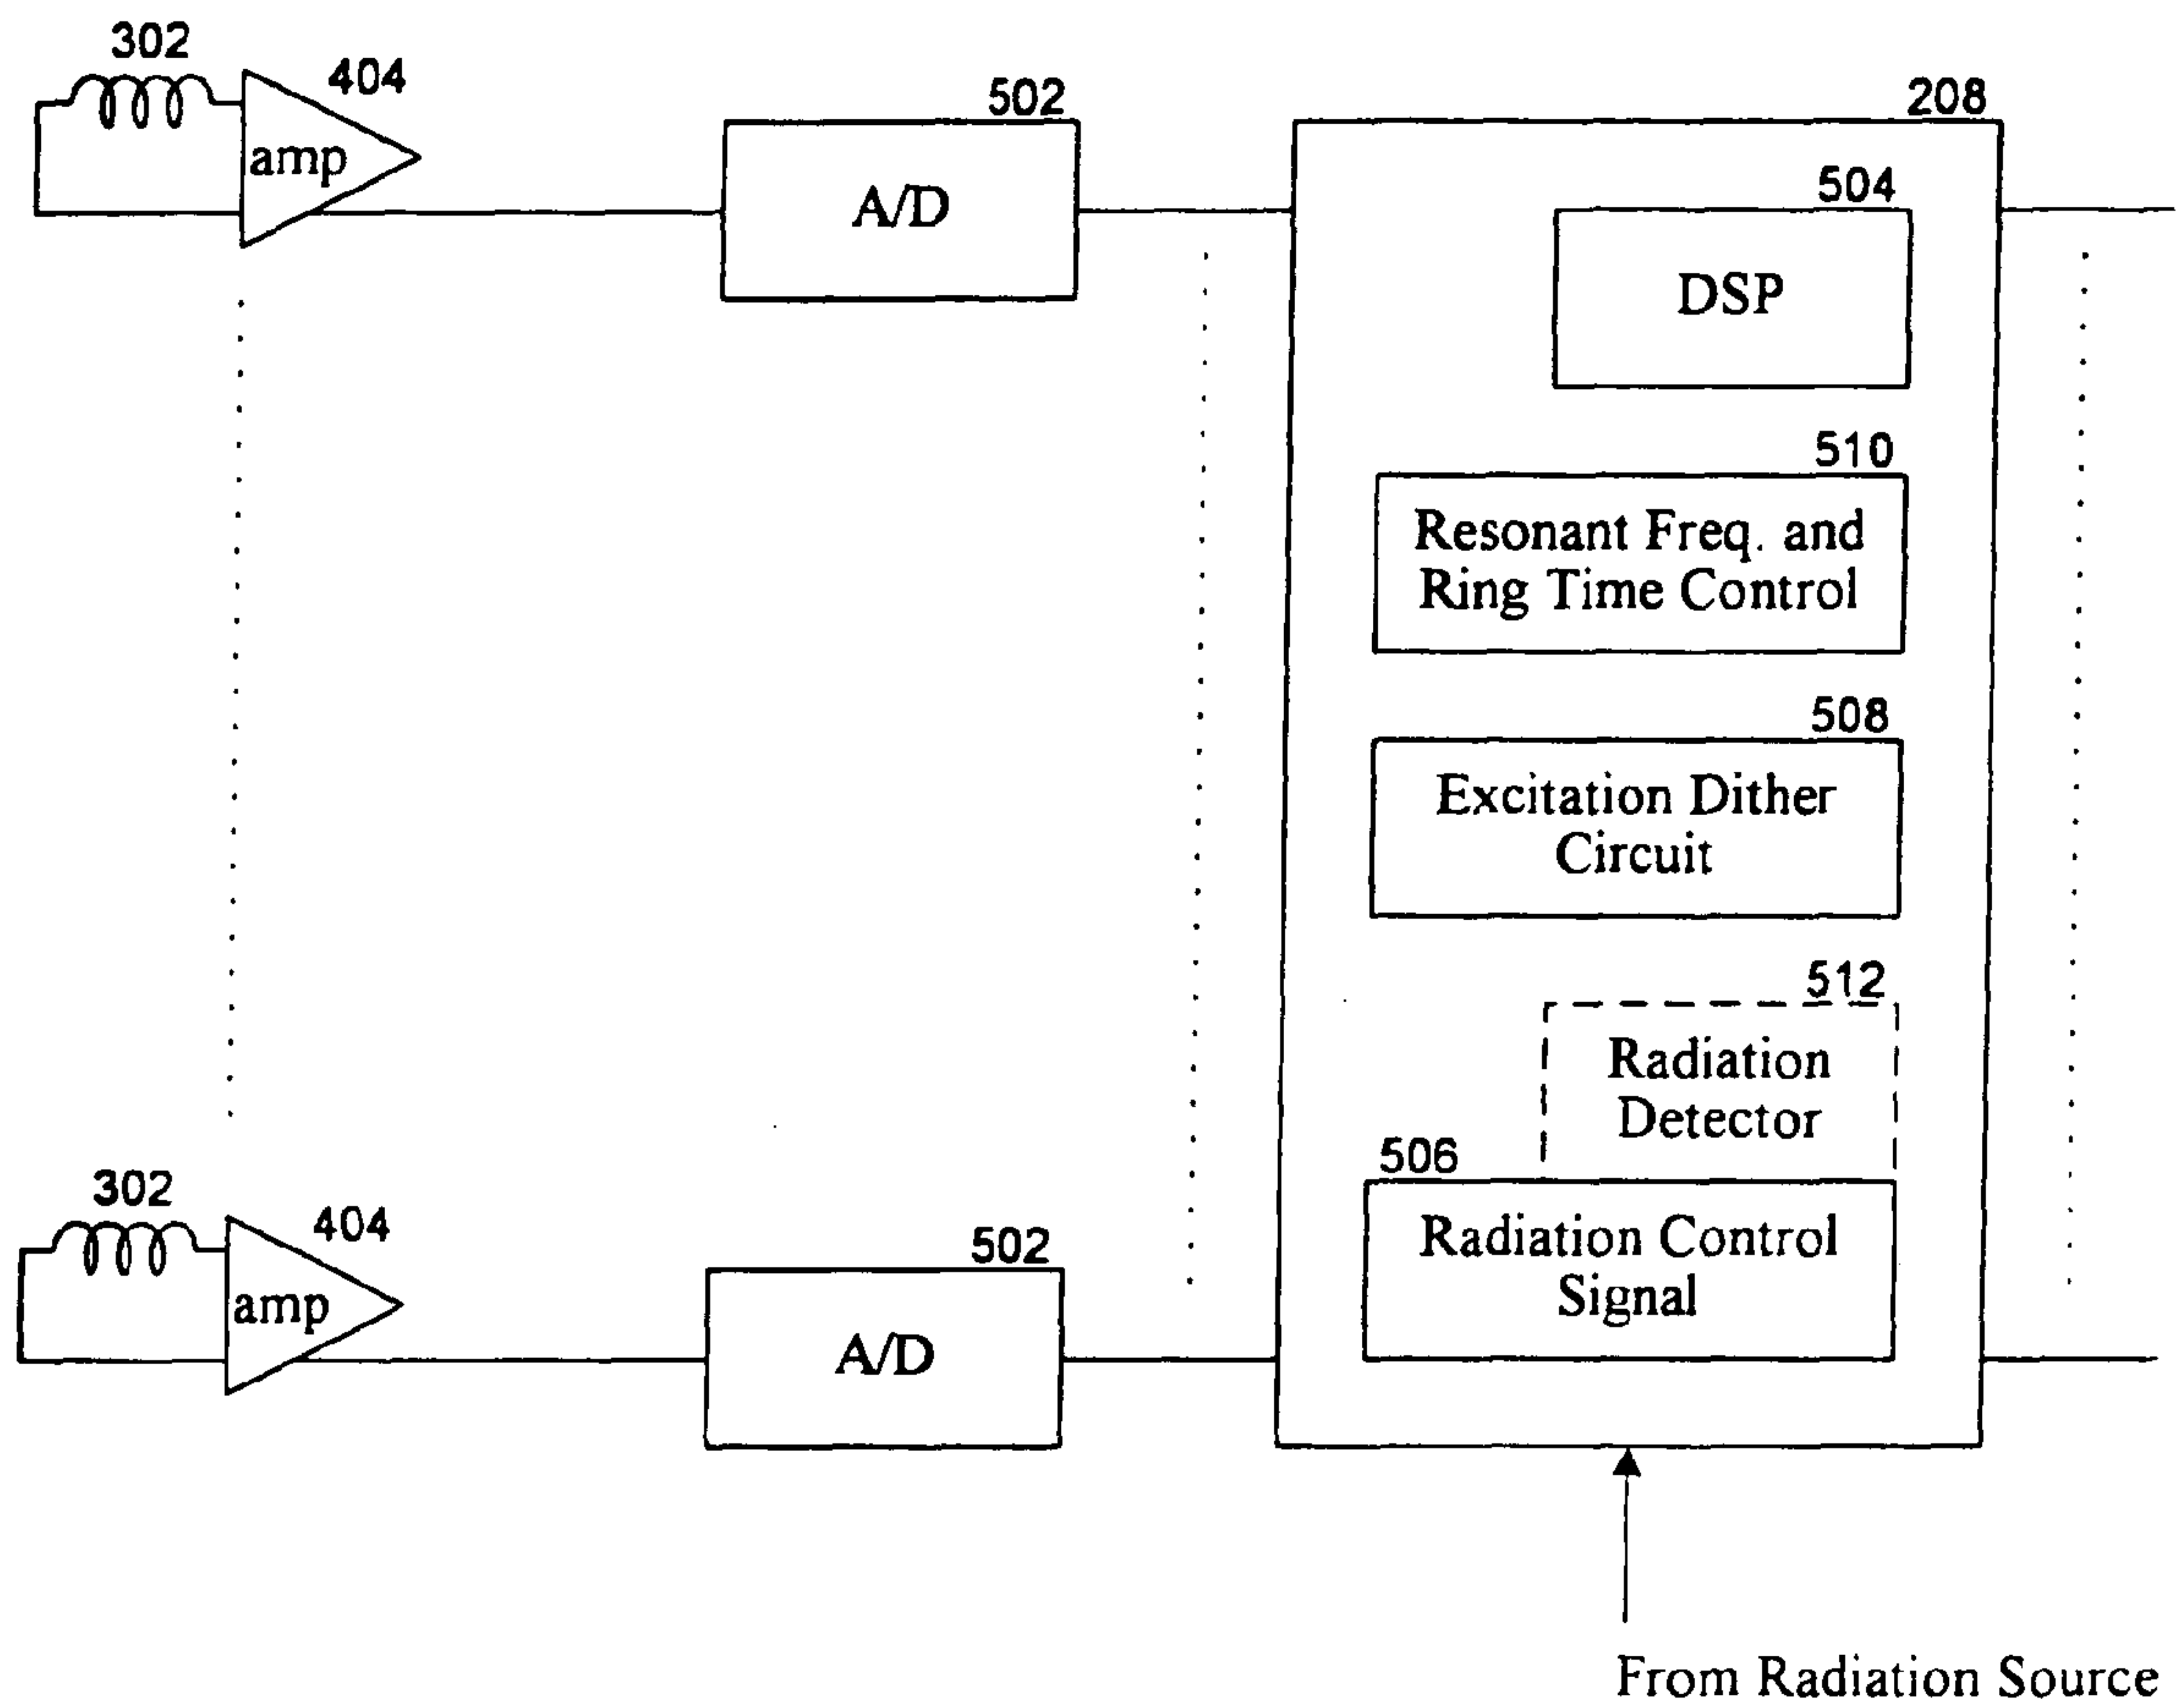 302
404
amp
502
A/D
208
504
DSP
510
Resonant Freq. and
Ring Time Control
508
Excitation Dither
Circuit
512
Radiation
Detector
506
Radiation Control
Signal
302
404
amp
502
A/D
From Radiation Source